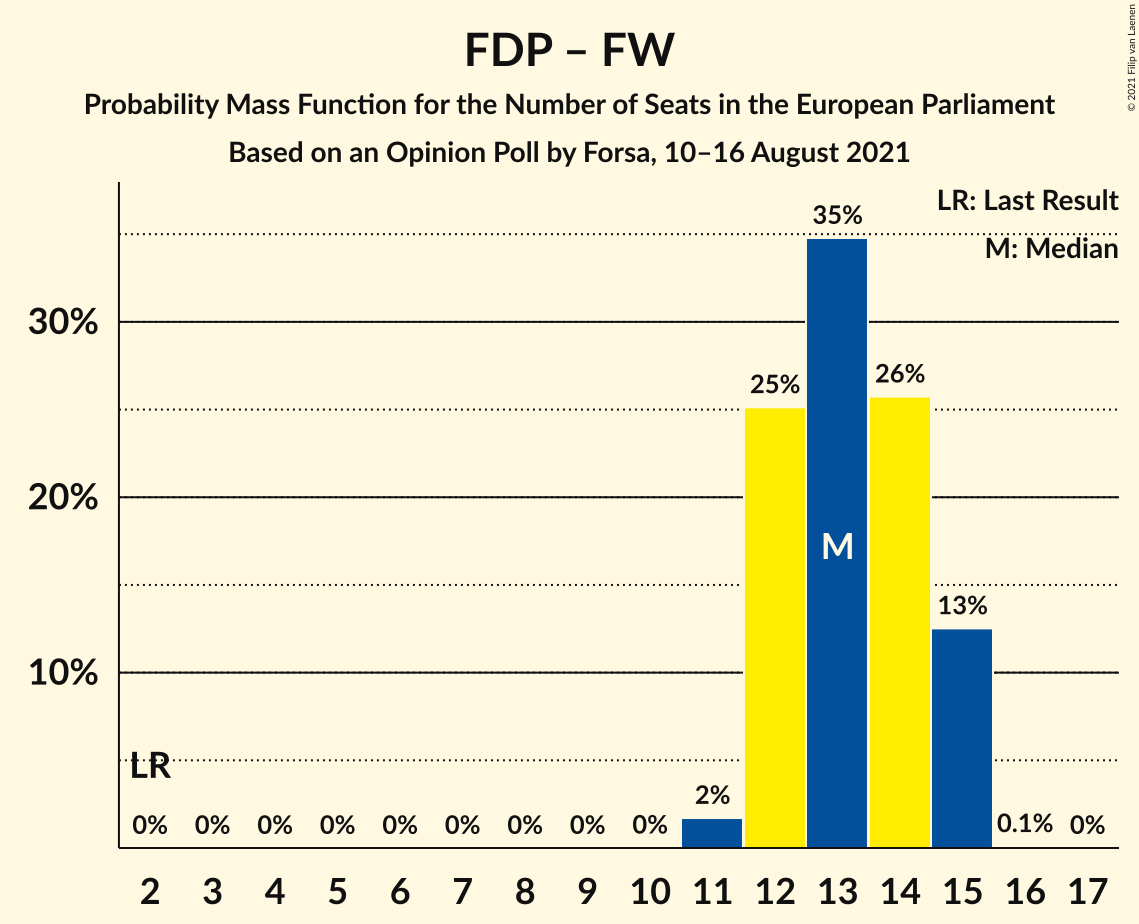 FDP – FW
Probability Mass Function for the Number of Seats in the European Parliament
Based on an Opinion Poll by Forsa, 10–16 August 2021
© 2021 Filip van Laenen
LR: Last Result
M: Median
35%
30%
25%
26%
20%
M
13%
10%
LR
2%
0% 0% 0% 0% 0% 0% 0% 0% 0% 0.1% 0%
2 3 4 5 6 7 8 9 10 11 12 13 14 15 16 17